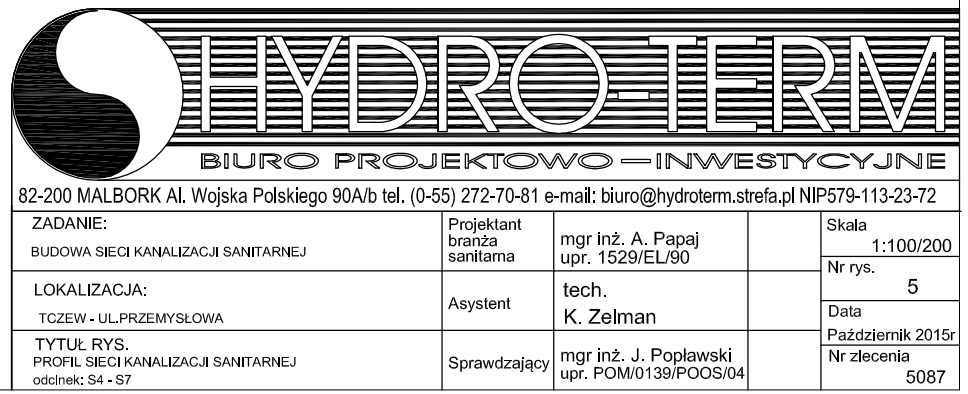 HYDRO-TERM
BIURO PROJEKTOWO - INWESTYCYJNE
82-200 MALBORK Al. Wojska Polskiego 90A/b tel. (0-55) 272-70-81 e-mail: biuro@hydroterm.strefa.pl NIP579-113-23-72
ZADANIE:
BUDOWA SIECI KANALIZACJI SANITARNEJ
Projektant
branża
sanitarna
mgr inż. A. Papaj
upr. 1529/EL/90
Skala
1:100/200
Nr rys.
5
LOKALIZACJA:
TCZEW - UL.PRZEMYSŁOWA
Asystent
tech.
K. Zelman
Data
Październik 2015r
TYTUŁ RYS.
PROFIL SIECI KANALIZACJI SANITARNEJ
odcinek: S4 - S7
Sprawdzający
mgr inż. J. Popławski
upr. POM/0139/POOS/04
Nr zlecenia
5087